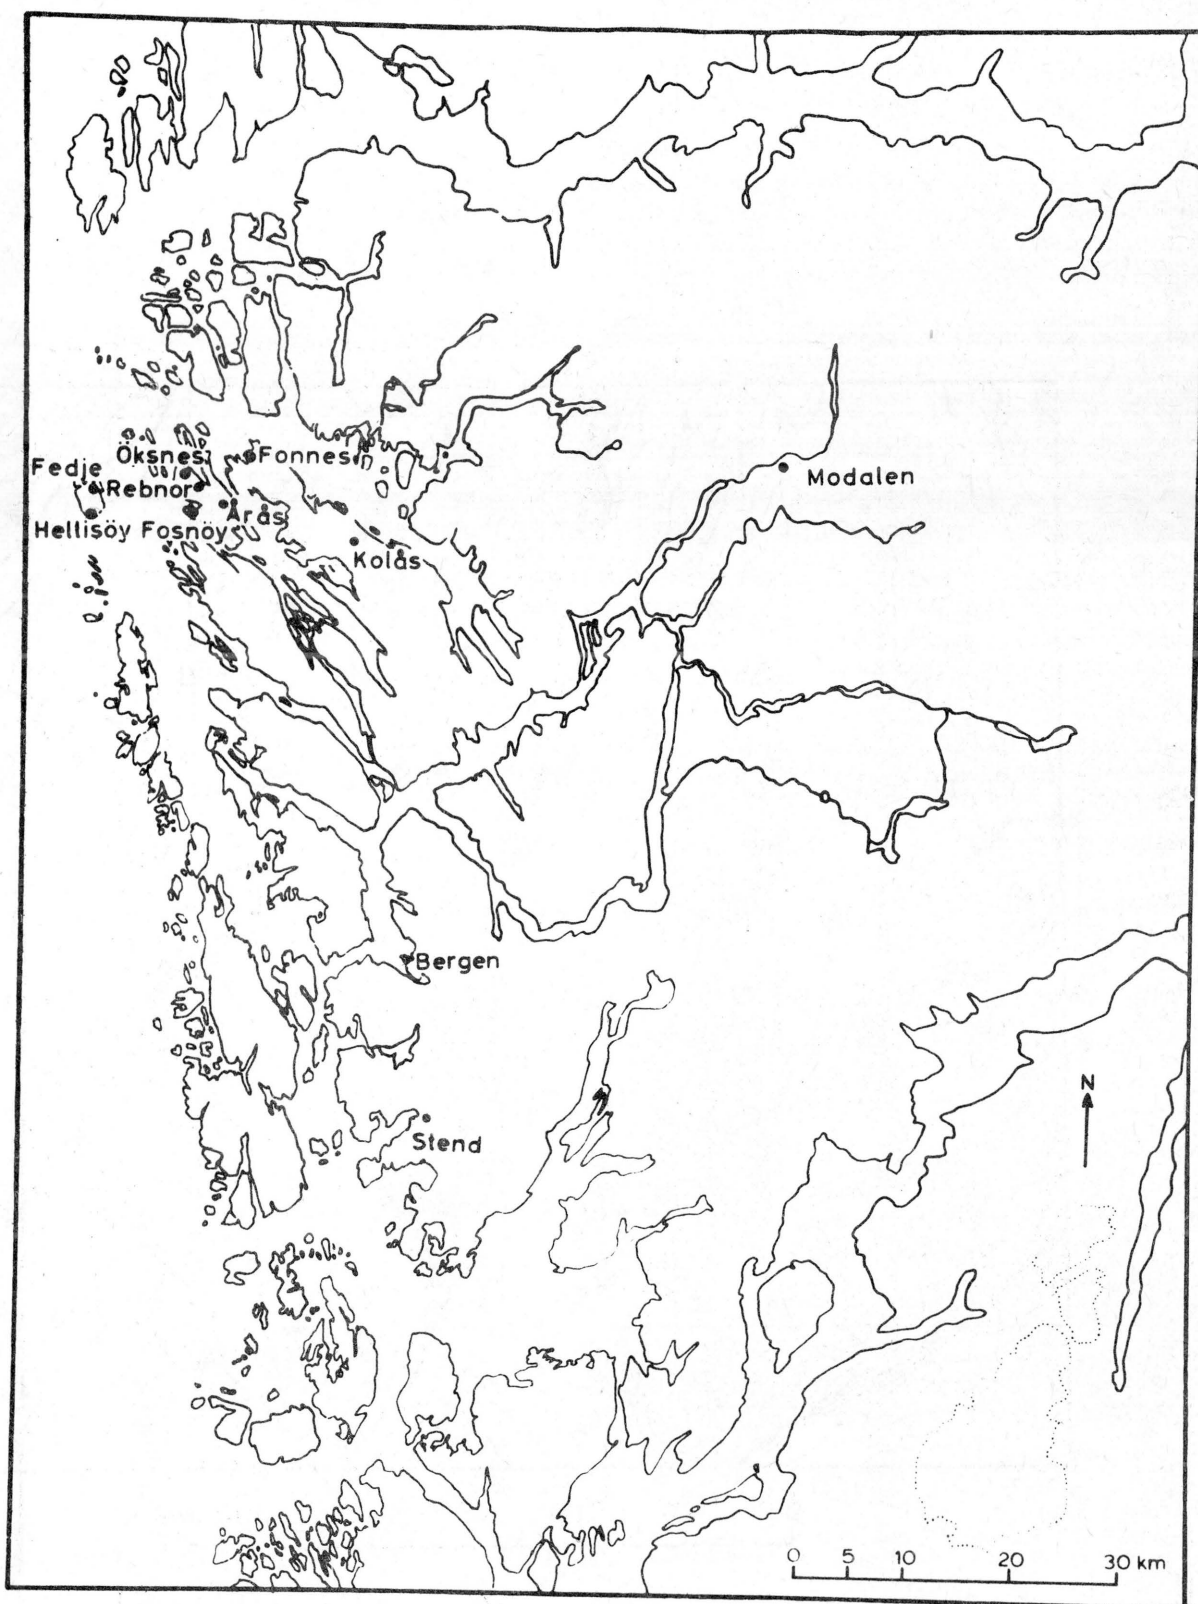 Öksnes
Fonnes
Fedje
Rebnor
Modalen
Årås
Hellisöy
Fosnöy
Kolås
Bergen
N
Stend
0 5 10 20 30 km